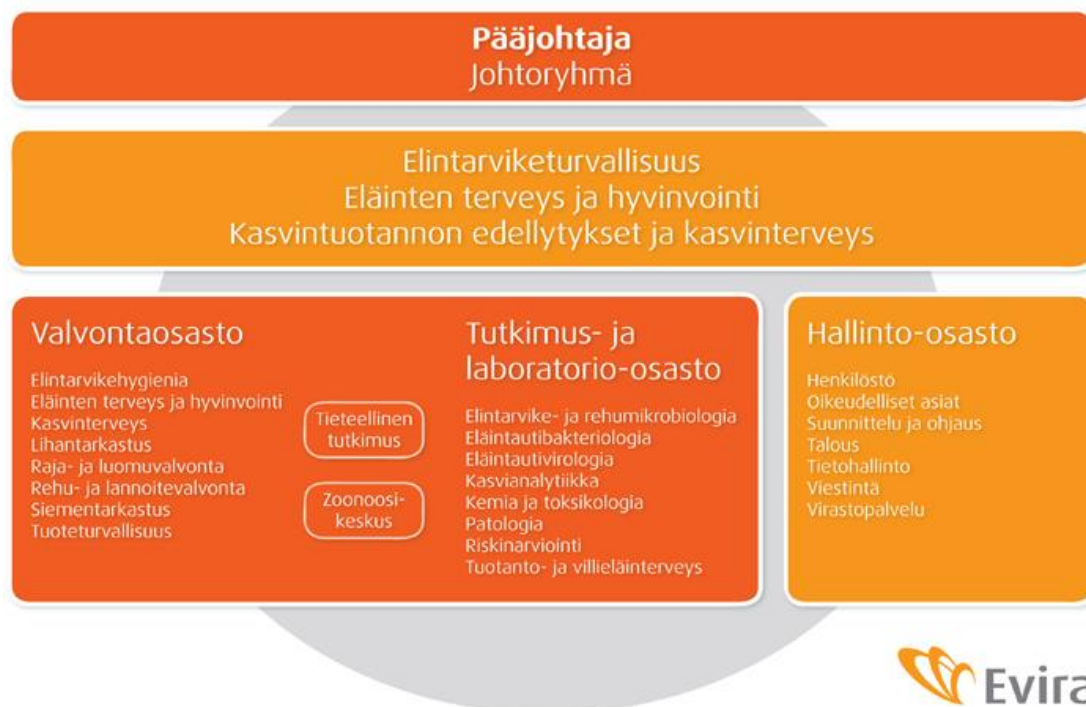 Pääjohtaja
Johtoryhmä
Elintarviketurvallisuus
Eläinten terveys ja hyvinvointi
Kasvintuotannon edellytykset ja kasvinterveys
Valvontaosasto
Elintarvikehygienia
Eläinten terveys ja hyvinvointi
Kasvinterveys
Lihantarkastus
Raja- ja luomuvalvonta
Rehu- ja lannoitevalvonta
Siementarkastus
Tuoteturvallisuus
Tieteellinen
tutkimus
Zoonoosi-
keskus
Tutkimus- ja
laboratorio-osasto
Elintarvike- ja rehumikrobiologia
Eläintautibakteriologia
Eläintautivirologia
Kasvianalytiikka
Kemia ja toksikologia
Patologia
Riskinarviointi
Tuotanto- ja villieläinterveys
Hallinto-osasto
Henkilöstö
Oikeudelliset asiat
Suunnittelu ja ohjaus
Talous
Tietohallinto
Viestintä
Virastopalvelu
Evira